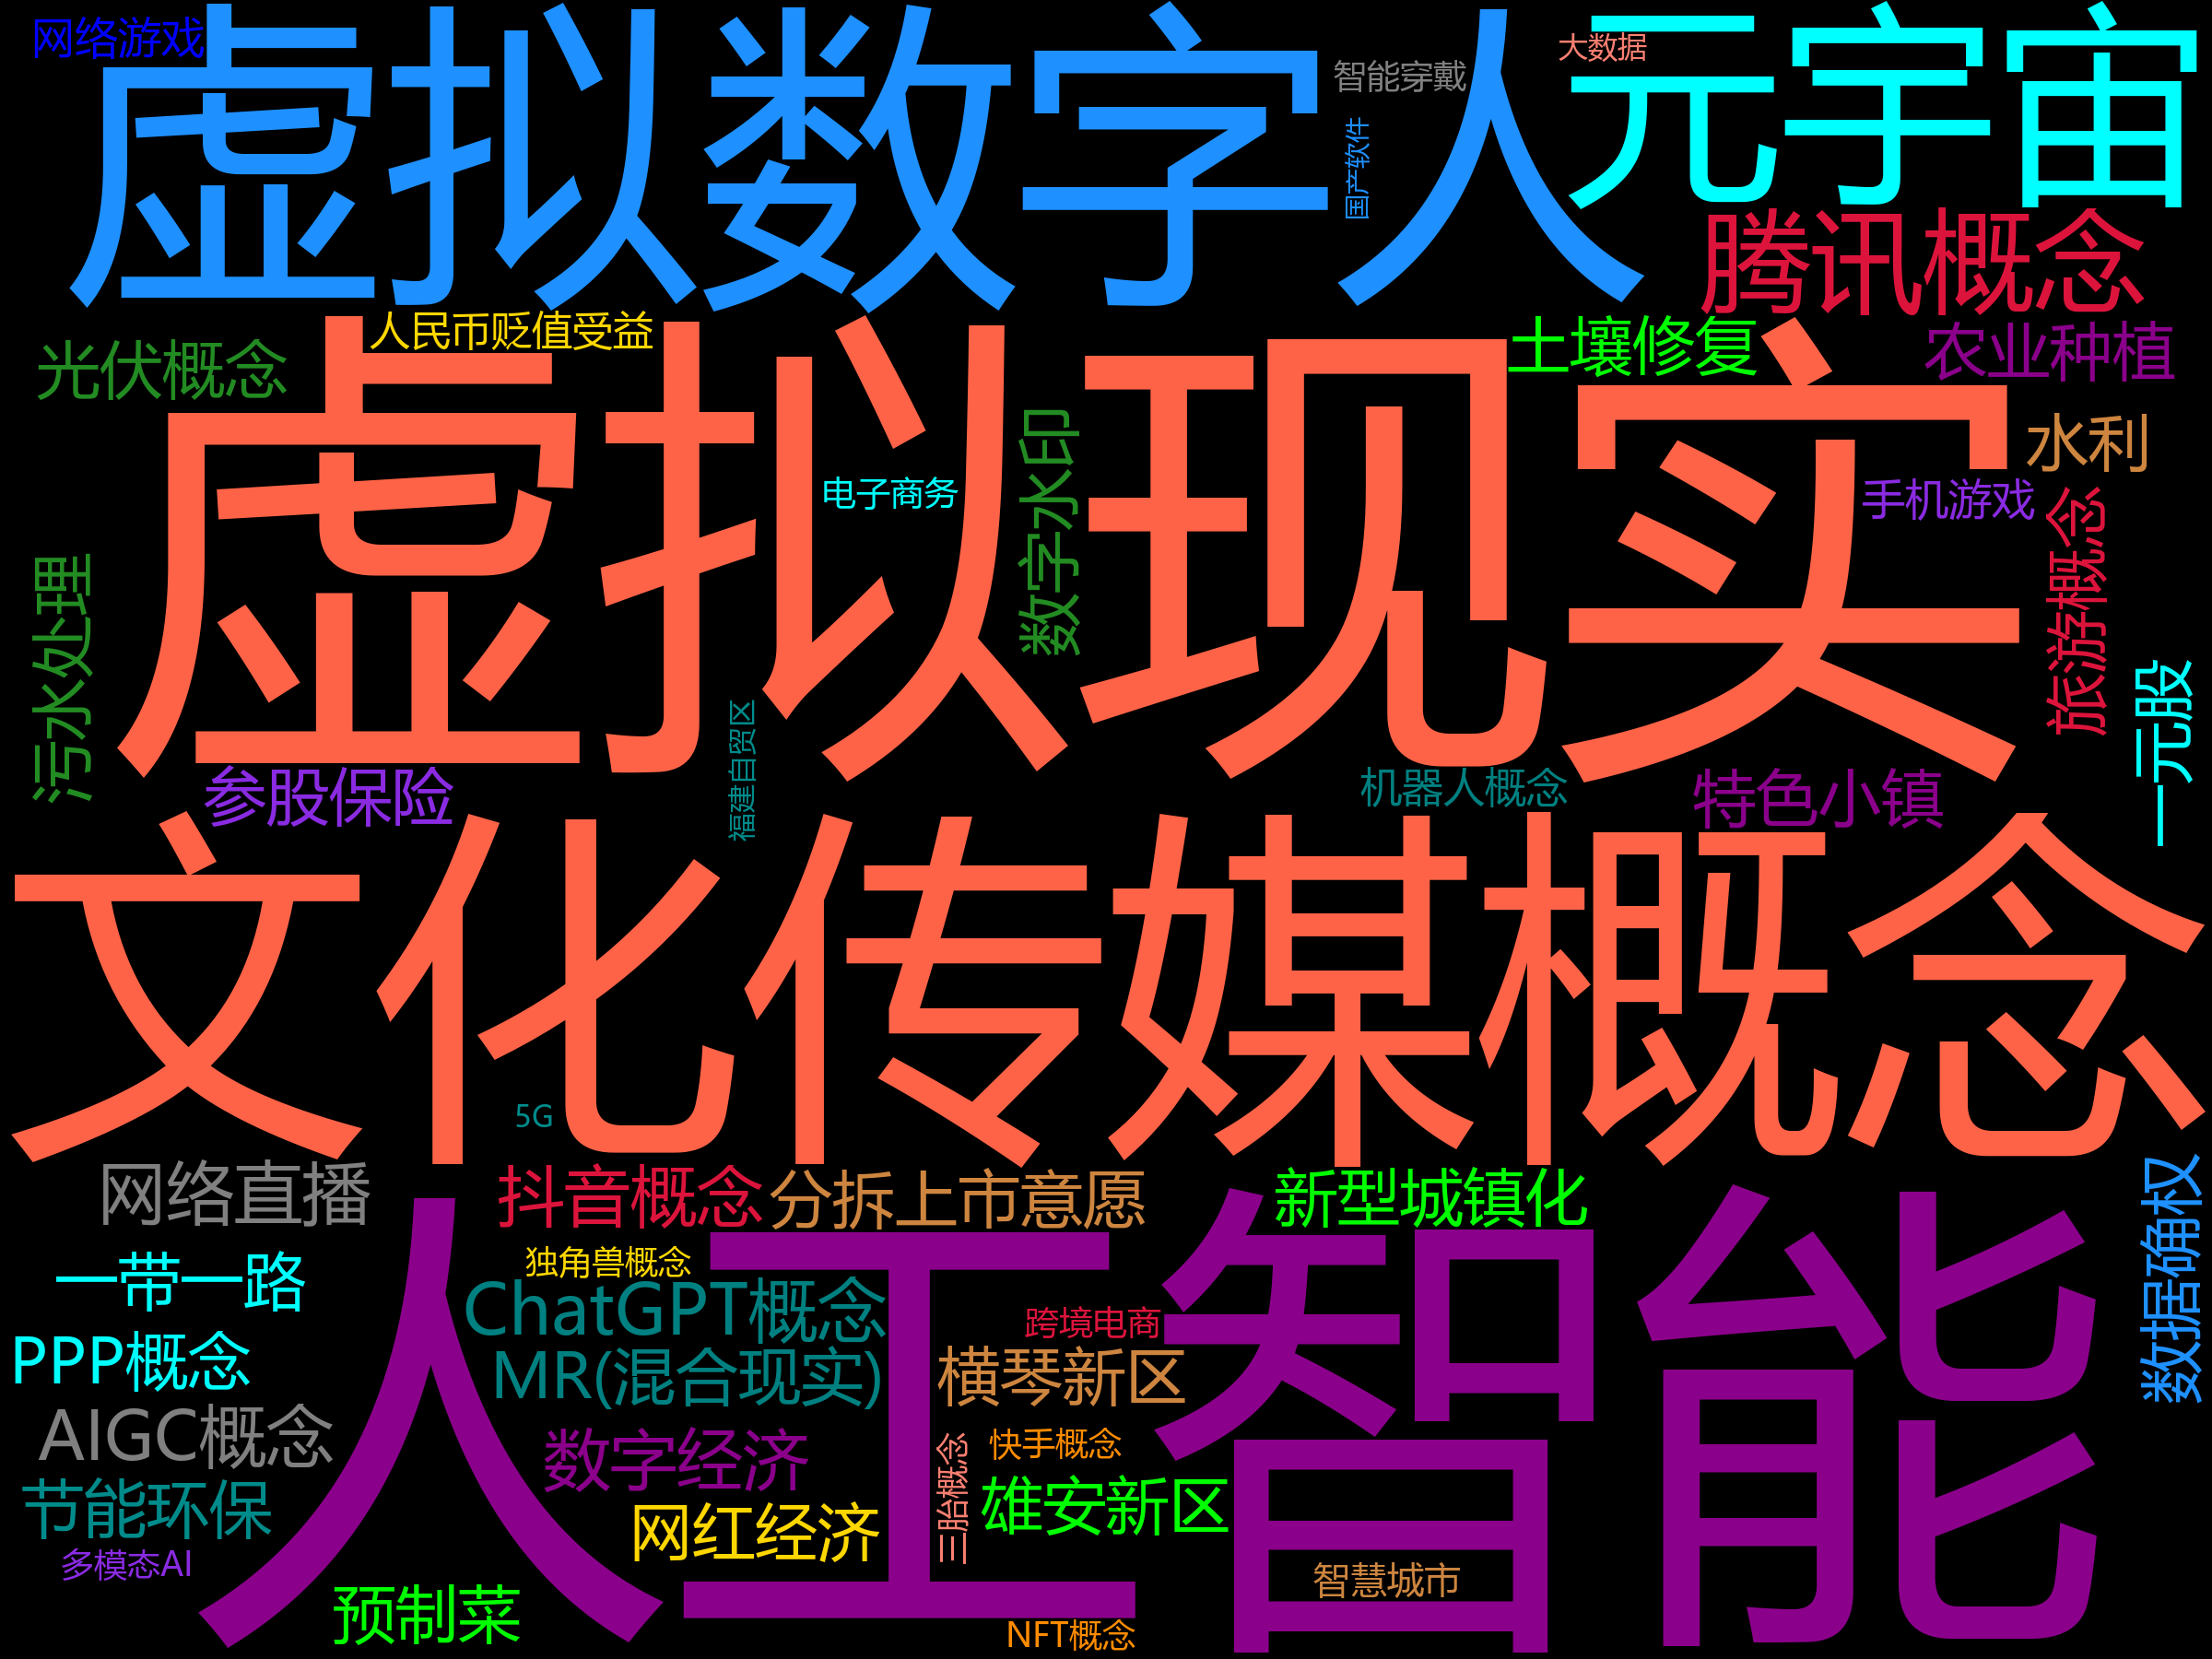 网络游戏
虚拟数字人
元宇宙
大数据
智能穿戴
国产软件
腾讯概念
人民币贬值受益
光伏概念
土壤修复
农业种植
虚拟现实
水利
电子商务
数字水印
手机游戏
旅游概念
污水处理
一元股
福建自贸区
参股保险
机器人概念
特色小镇
文化传媒概念
5G
网络直播
抖音概念
分拆上市意愿
新型城镇化
数据确权
人工智能
一带一路
独角兽概念
ChatGPT概念
跨境电商
PPP概念
MR(混合现实)
横琴新区
AIGC概念
数字经济
快手概念
三胎概念
节能环保
雄安新区
网红经济
多模态AI
智慧城市
预制菜
NFT概念